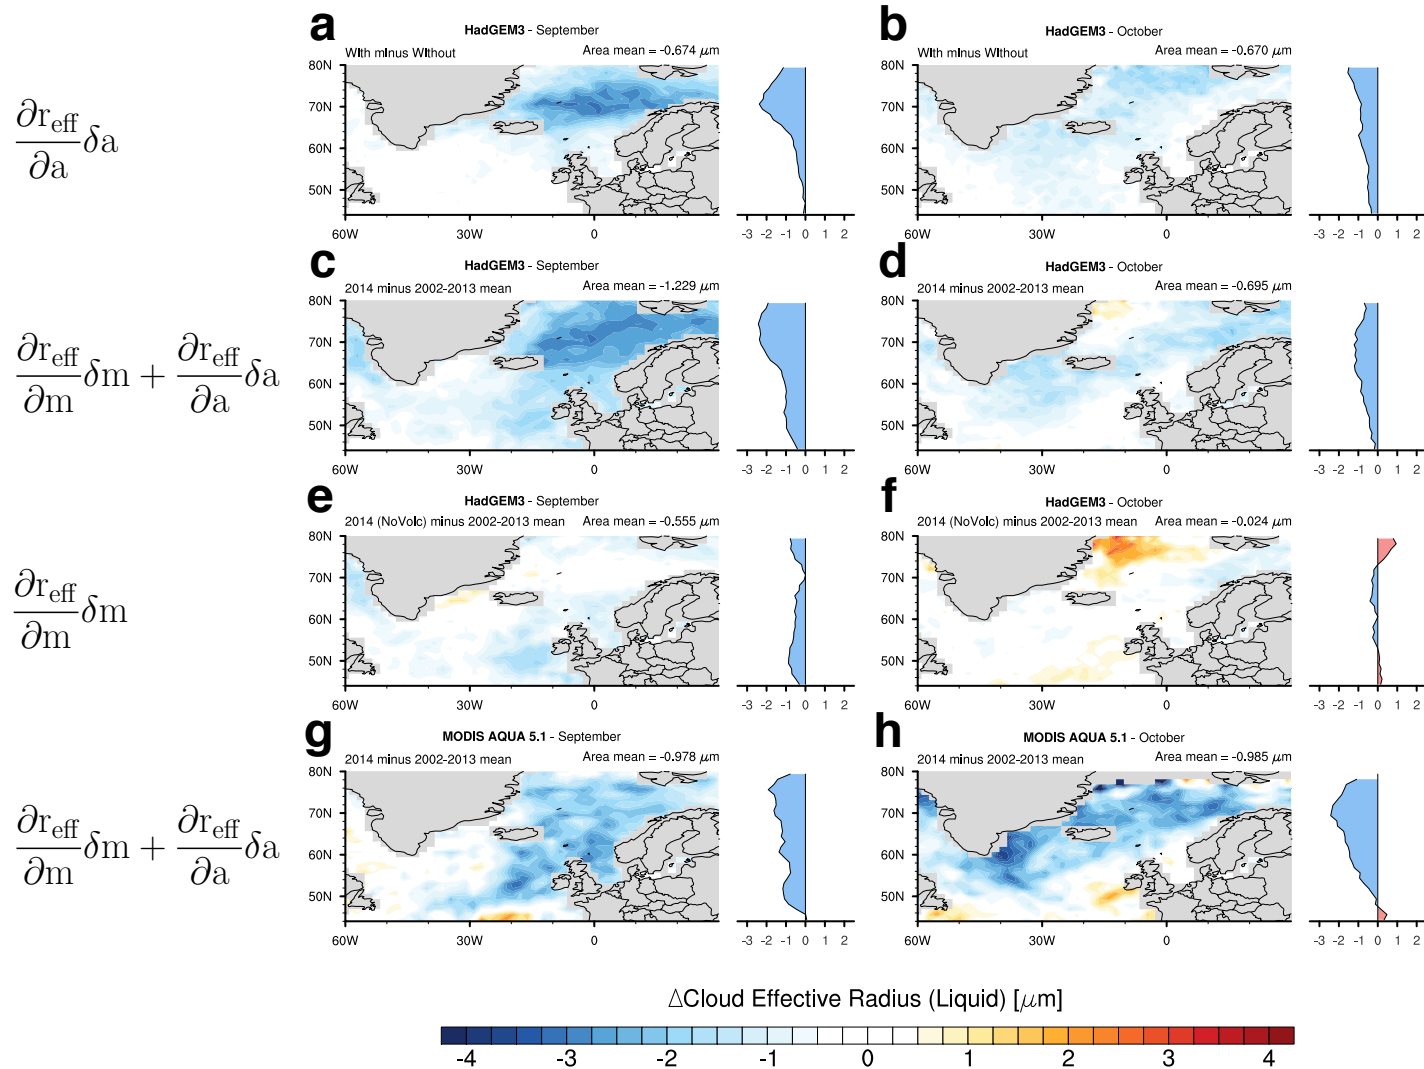 a
HadGEM3 - September
With minus Without
Area mean = -0.674 μm
80N
70N
60N
50N
60W 30W 0
-3 -2 -1 0 1 2
b
HadGEM3 - October
With minus Without
Area mean = -0.670 μm
80N
70N
60N
50N
60W 30W 0
-3 -2 -1 0 1 2
∂r_eff/∂a δa
c
HadGEM3 - September
2014 minus 2002-2013 mean
Area mean = -1.229 μm
80N
70N
60N
50N
60W 30W 0
-3 -2 -1 0 1 2
d
HadGEM3 - October
2014 minus 2002-2013 mean
Area mean = -0.695 μm
80N
70N
60N
50N
60W 30W 0
-3 -2 -1 0 1 2
∂r_eff/∂m δm + ∂r_eff/∂a δa
e
HadGEM3 - September
2014 (NoVolc) minus 2002-2013 mean
Area mean = -0.555 μm
80N
70N
60N
50N
60W 30W 0
-3 -2 -1 0 1 2
f
HadGEM3 - October
2014 (NoVolc) minus 2002-2013 mean
Area mean = -0.024 μm
80N
70N
60N
50N
60W 30W 0
-3 -2 -1 0 1 2
∂r_eff/∂m δm
g
MODIS AQUA 5.1 - September
2014 minus 2002-2013 mean
Area mean = -0.978 μm
80N
70N
60N
50N
60W 30W 0
-3 -2 -1 0 1 2
h
MODIS AQUA 5.1 - October
2014 minus 2002-2013 mean
Area mean = -0.985 μm
80N
70N
60N
50N
60W 30W 0
-3 -2 -1 0 1 2
∂r_eff/∂m δm + ∂r_eff/∂a δa
ΔCloud Effective Radius (Liquid) [μm]
-4 -3 -2 -1 0 1 2 3 4